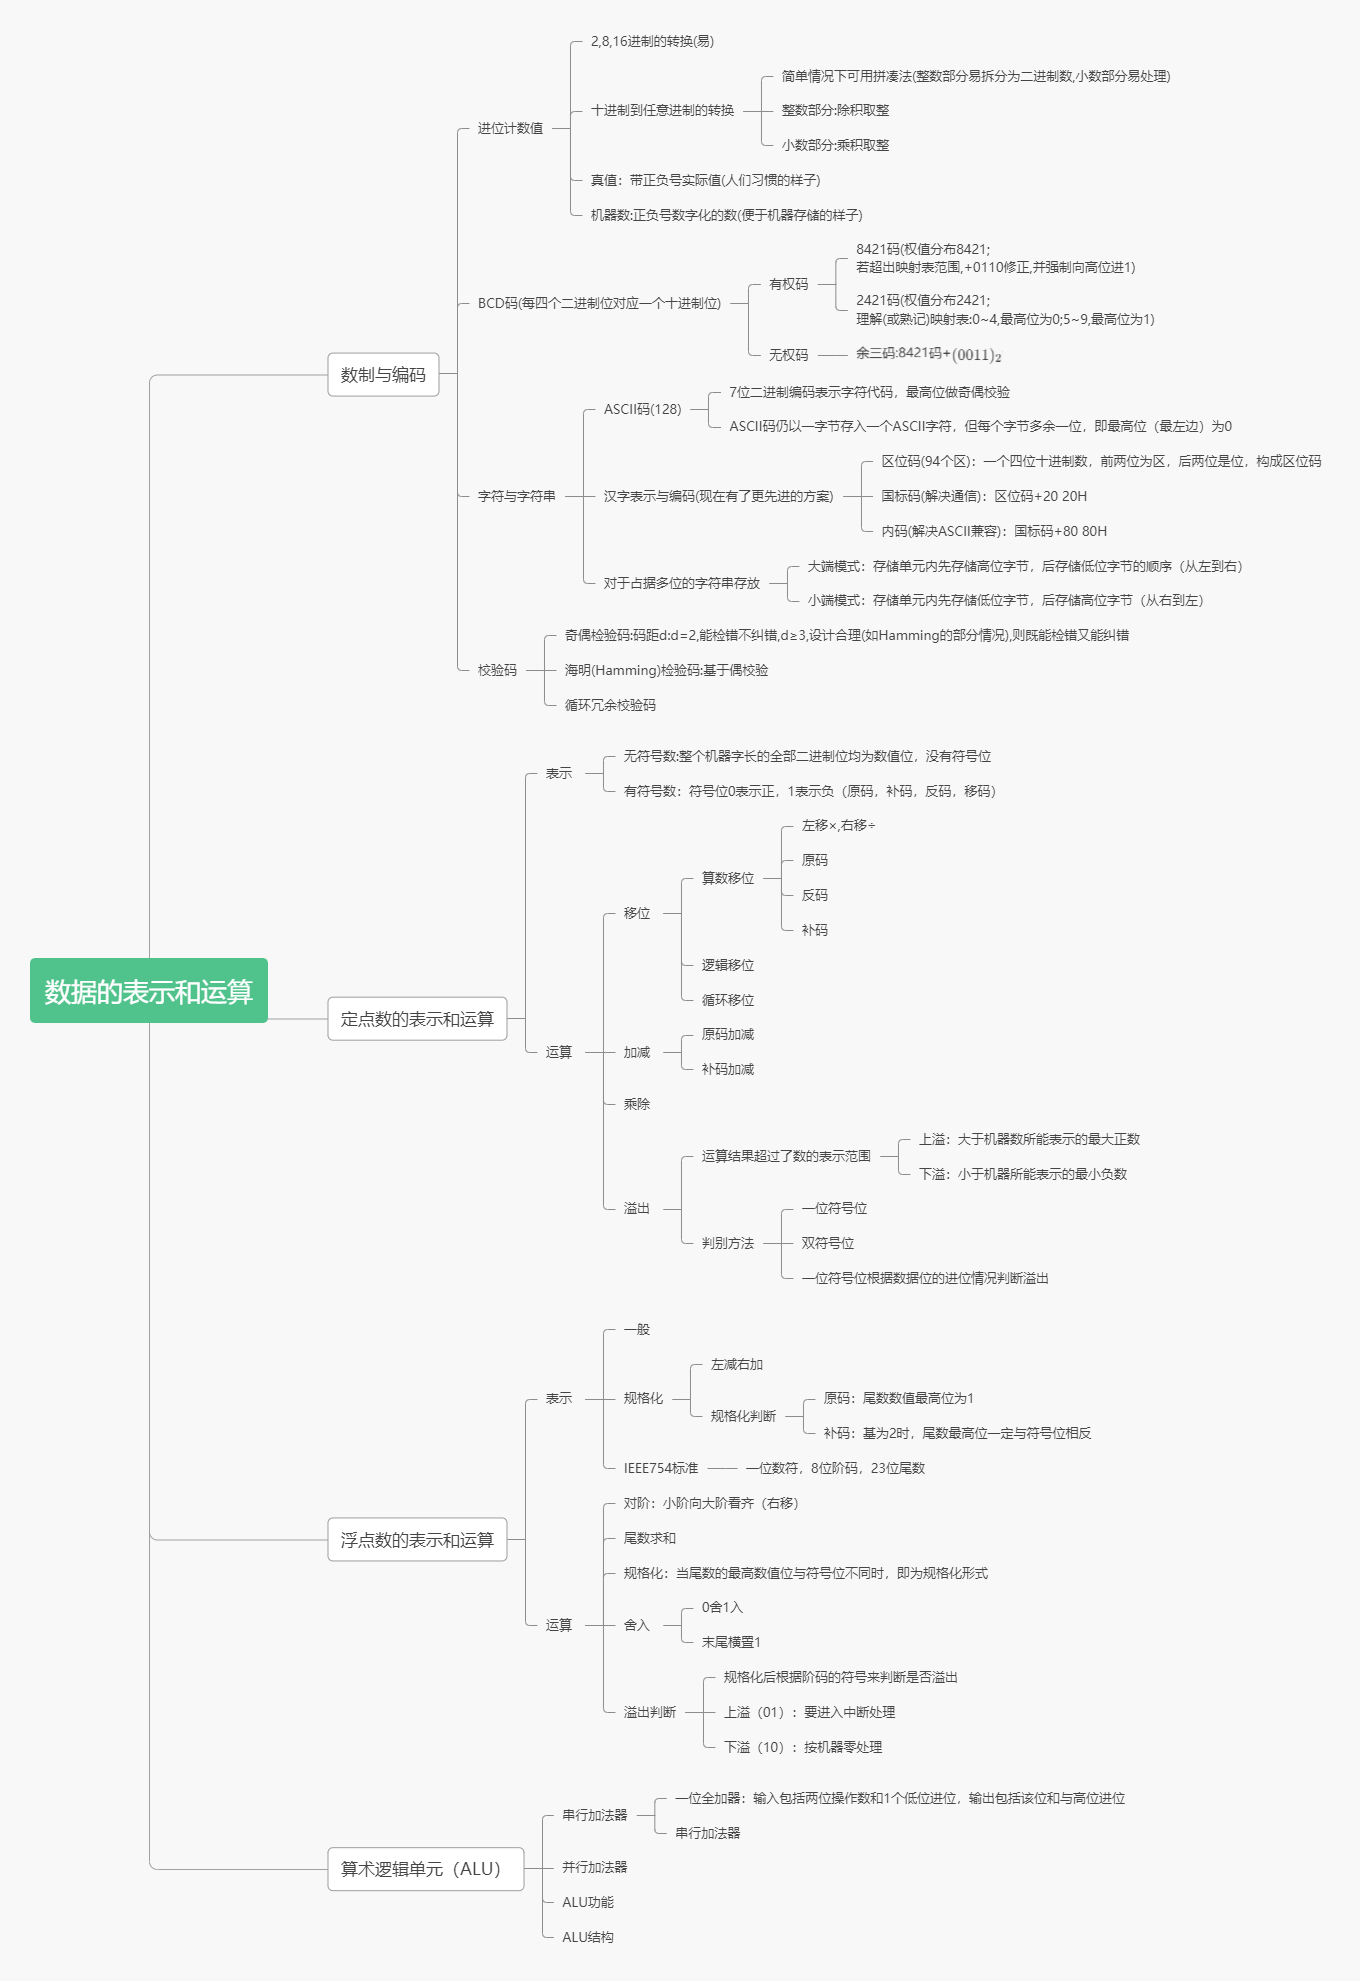 数据的表示和运算
数制与编码
进位计数值
2,8,16进制的转换(易)
十进制到任意进制的转换
简单情况下可用拼凑法(整数部分易拆分为二进制数,小数部分易处理)
整数部分:除积取整
小数部分:乘积取整
真值：带正负号实际值(人们习惯的样子)
机器数:正负号数字化的数(便于机器存储的样子)
BCD码(每四个二进制位对应一个十进制位)
有权码
8421码(权值分布8421;
若超出映射表范围,+0110修正,并强制向高位进1)
2421码(权值分布2421;
理解(或熟记)映射表:0~4,最高位为0;5~9,最高位为1)
无权码
余三码:8421码+(0011)₂
字符与字符串
ASCII码(128)
7位二进制编码表示字符代码，最高位做奇偶校验
ASCII码仍以一字节存入一个ASCII字符，但每个字节多余一位，即最高位（最左边）为0
汉字表示与编码(现在有了更先进的方案)
区位码(94个区)：一个四位十进制数，前两位为区，后两位是位，构成区位码
国标码(解决通信)：区位码+20 20H
内码(解决ASCII兼容)：国标码+80 80H
对于占据多位的字符串存放
大端模式：存储单元内先存储高位字节，后存储低位字节的顺序（从左到右）
小端模式：存储单元内先存储低位字节，后存储高位字节（从右到左）
校验码
奇偶检验码:码距d:d=2,能检错不纠错,d≥3,设计合理(如Hamming的部分情况),则既能检错又能纠错
海明(Hamming)检验码:基于偶校验
循环冗余校验码
定点数的表示和运算
表示
无符号数:整个机器字长的全部二进制位均为数值位，没有符号位
有符号数：符号位0表示正，1表示负（原码，补码，反码，移码）
运算
移位
算数移位
左移×,右移÷
原码
反码
补码
逻辑移位
循环移位
加减
原码加减
补码加减
乘除
溢出
运算结果超过了数的表示范围
上溢：大于机器数所能表示的最大正数
下溢：小于机器所能表示的最小负数
判别方法
一位符号位
双符号位
一位符号位根据数据位的进位情况判断溢出
浮点数的表示和运算
表示
一般
规格化
左减右加
规格化判断
原码：尾数数值最高位为1
补码：基为2时，尾数最高位一定与符号位相反
IEEE754标准
一位数符，8位阶码，23位尾数
运算
对阶：小阶向大阶看齐（右移）
尾数求和
规格化：当尾数的最高数值位与符号位不同时，即为规格化形式
舍入
0舍1入
末尾横置1
溢出判断
规格化后根据阶码的符号来判断是否溢出
上溢（01）：要进入中断处理
下溢（10）：按机器零处理
算术逻辑单元（ALU）
串行加法器
一位全加器：输入包括两位操作数和1个低位进位，输出包括该位和与高位进位
串行加法器
并行加法器
ALU功能
ALU结构